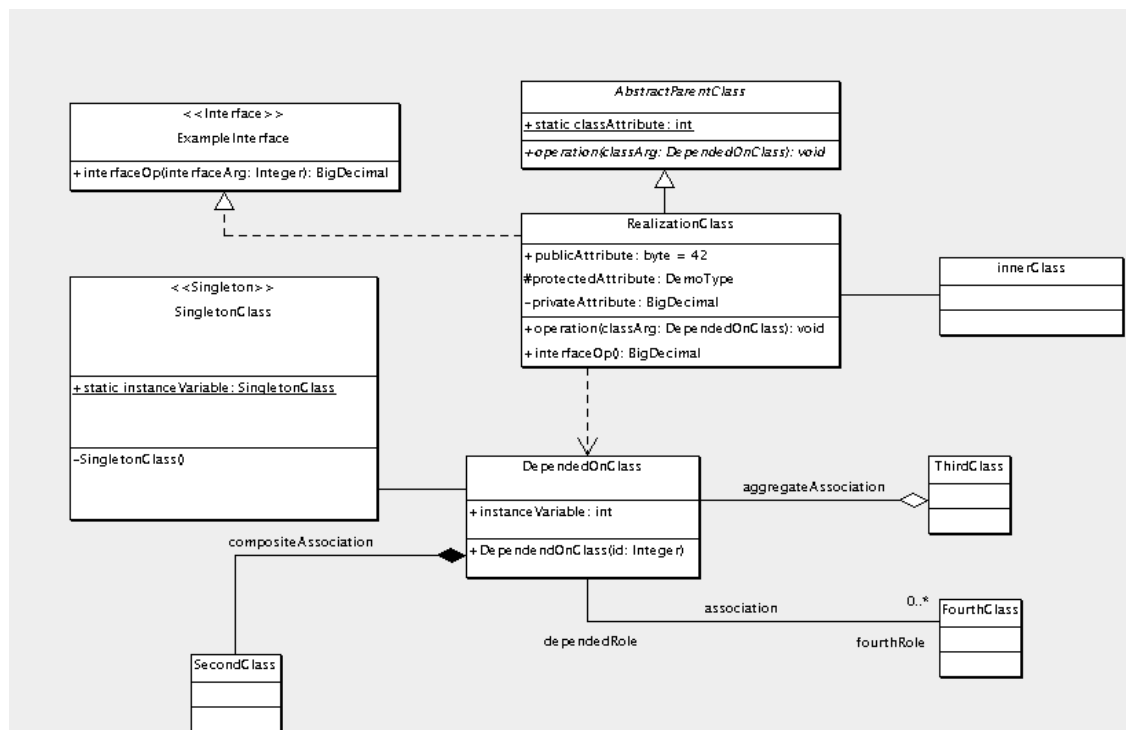 AbstractParentClass
+ static classAttribute: int
+operation(classArg: DependedOnClass): void
<<Interface>>
ExampleInterface
+ interfaceOp(interfaceArg: Integer): BigDecimal
RealizationClass
+ publicAttribute: byte = 42
#protectedAttribute: DemoType
-privateAttribute: BigDecimal
+operation(classArg: DependedOnClass): void
+ interfaceOp(): BigDecimal
innerClass
<<Singleton>>
SingletonClass
+ static instanceVariable: SingletonClass
-SingletonClass()
DependedOnClass
+ instanceVariable: int
+ DependendOnClass(id: Integer)
aggregateAssociation
ThirdClass
compositeAssociation
association
0..*
FourthClass
dependedRole
fourthRole
SecondClass